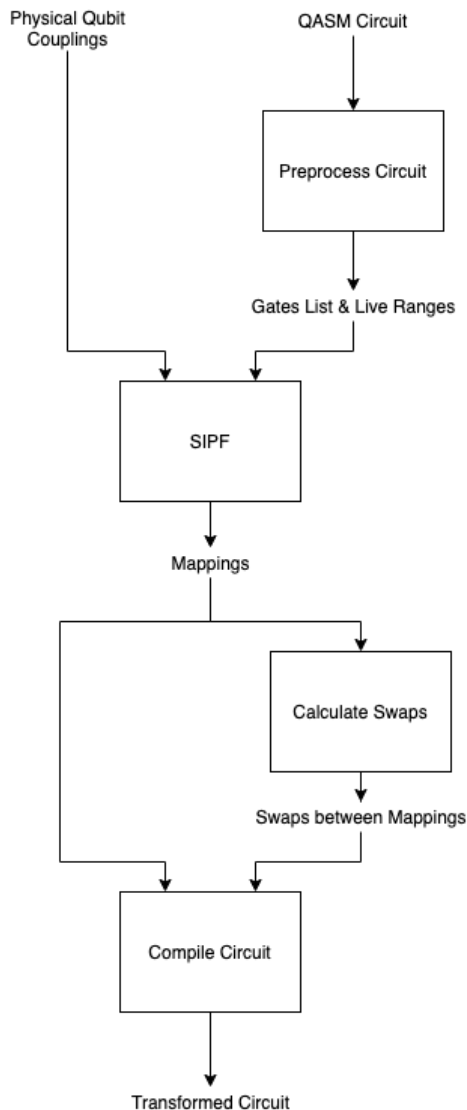 Physical Qubit
Couplings
QASM Circuit
Preprocess Circuit
Gates List & Live Ranges
SIPF
Mappings
Calculate Swaps
Swaps between Mappings
Compile Circuit
Transformed Circuit